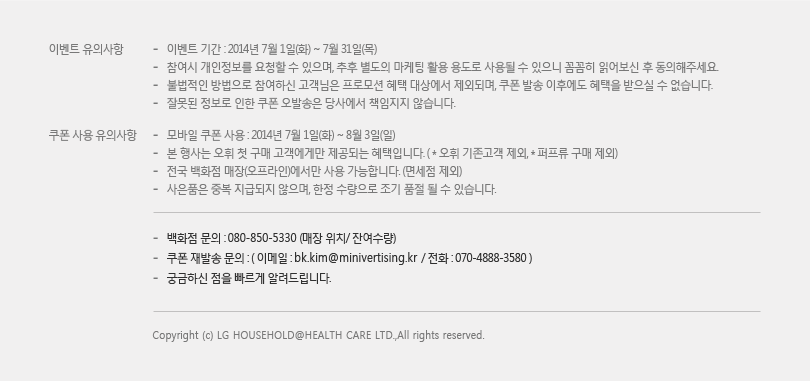 이벤트 유의사항 - 이벤트 기간 : 2014년 7월 1일(화) ~ 7월 31일(목)
- 참여시 개인정보를 요청할 수 있으며, 추후 별도의 마케팅 활용 용도로 사용될 수 있으니 꼼꼼히 읽어보신 후 동의해주세요.
- 불법적인 방법으로 참여하신 고객님은 프로모션 혜택 대상에서 제외되며, 쿠폰 발송 이후에도 혜택을 받으실 수 없습니다.
- 잘못된 정보로 인한 쿠폰 오발송은 당사에서 책임지지 않습니다.
쿠폰 사용 유의사항 - 모바일 쿠폰 사용 : 2014년 7월 1일(화) ~ 8월 3일(일)
- 본 행사는 오휘 첫 구매 고객에게만 제공되는 혜택입니다. ( * 오휘 기존고객 제외, * 퍼프류 구매 제외)
- 전국 백화점 매장(오프라인)에서만 사용 가능합니다. (면세점 제외)
- 사은품은 중복 지급되지 않으며, 한정 수량으로 조기 품절 될 수 있습니다.
- 백화점 문의 : 080-850-5330 (매장 위치/ 잔여수량)
- 쿠폰 재발송 문의 : ( 이메일 : bk.kim@minivertising.kr / 전화 : 070-4888-3580 )
- 궁금하신 점을 빠르게 알려드립니다.
Copyright (c) LG HOUSEHOLD@HEALTH CARE LTD.,All rights reserved.